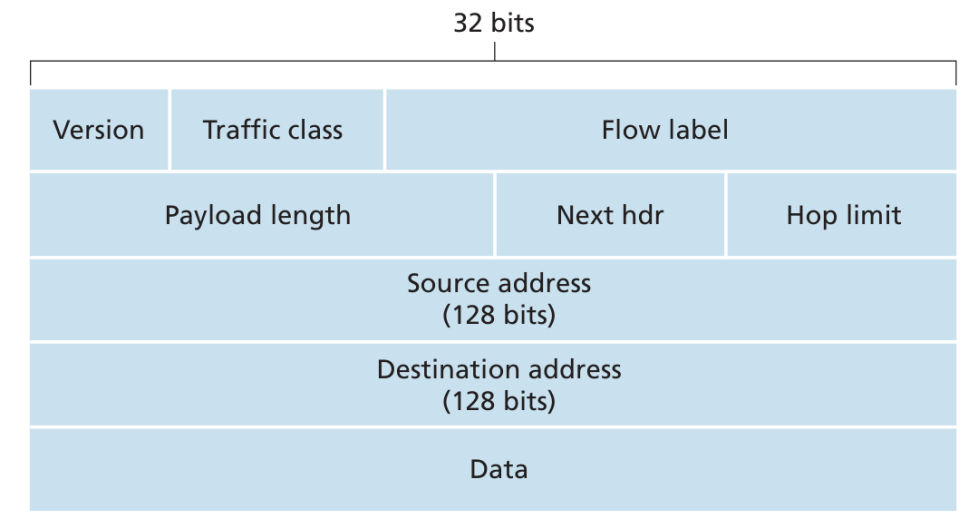 32 bits
Version Traffic class Flow label
Payload length Next hdr Hop limit
Source address
(128 bits)
Destination address
(128 bits)
Data